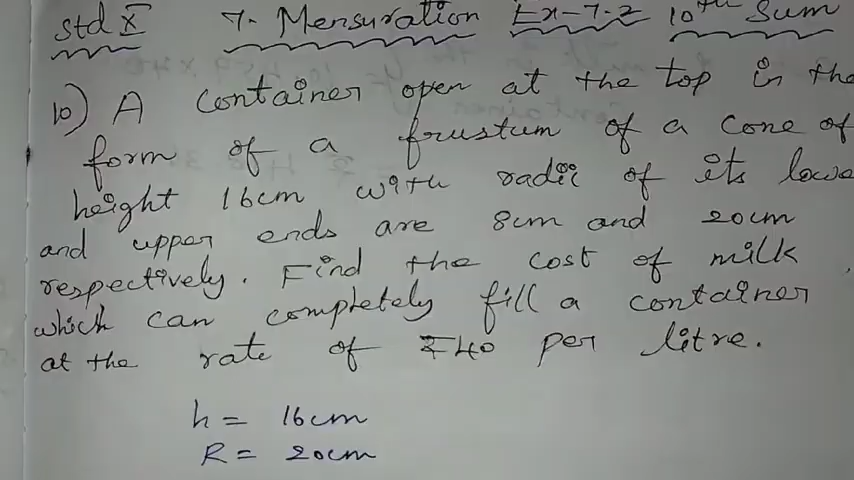 Std X 7. Mensuration Ex-7.2 10th Sum
10) A container open at the top in the
form of a frustum of a cone of
height 16cm with radii of its lowe
and upper ends are 8cm and 20cm
respectively. Find the cost of milk
which can completely fill a container
at the rate of ₹40 per litre.
h = 16cm
R = 20cm